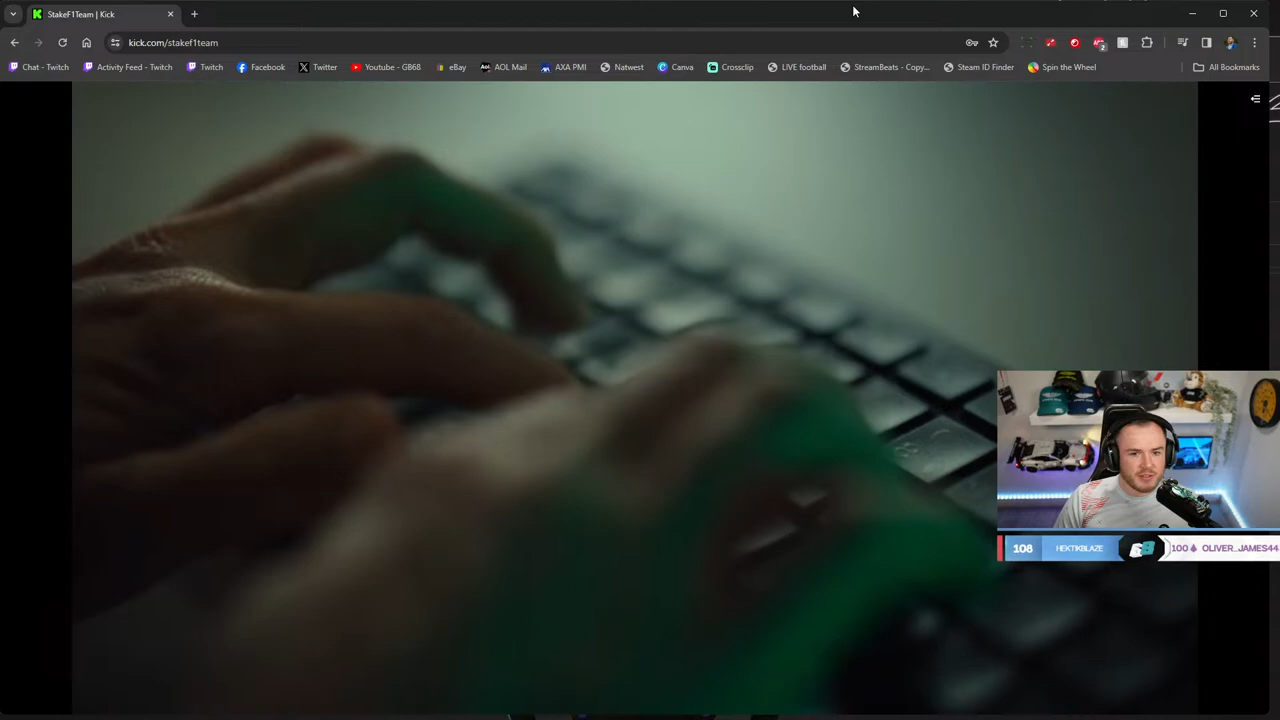 StakeF1Team | Kick
kick.com/stakef1team
2
Chat - Twitch
Activity Feed - Twitch
Twitch
Facebook
Twitter
Youtube - GB68
eBay
AOL Mail
AXA PMI
Natwest
Canva
Crossclip
LIVE football
StreamBeats - Copy...
Steam ID Finder
Spin the Wheel
All Bookmarks
108 HEKTIKBLAZE
100 OLIVER_JAMES44